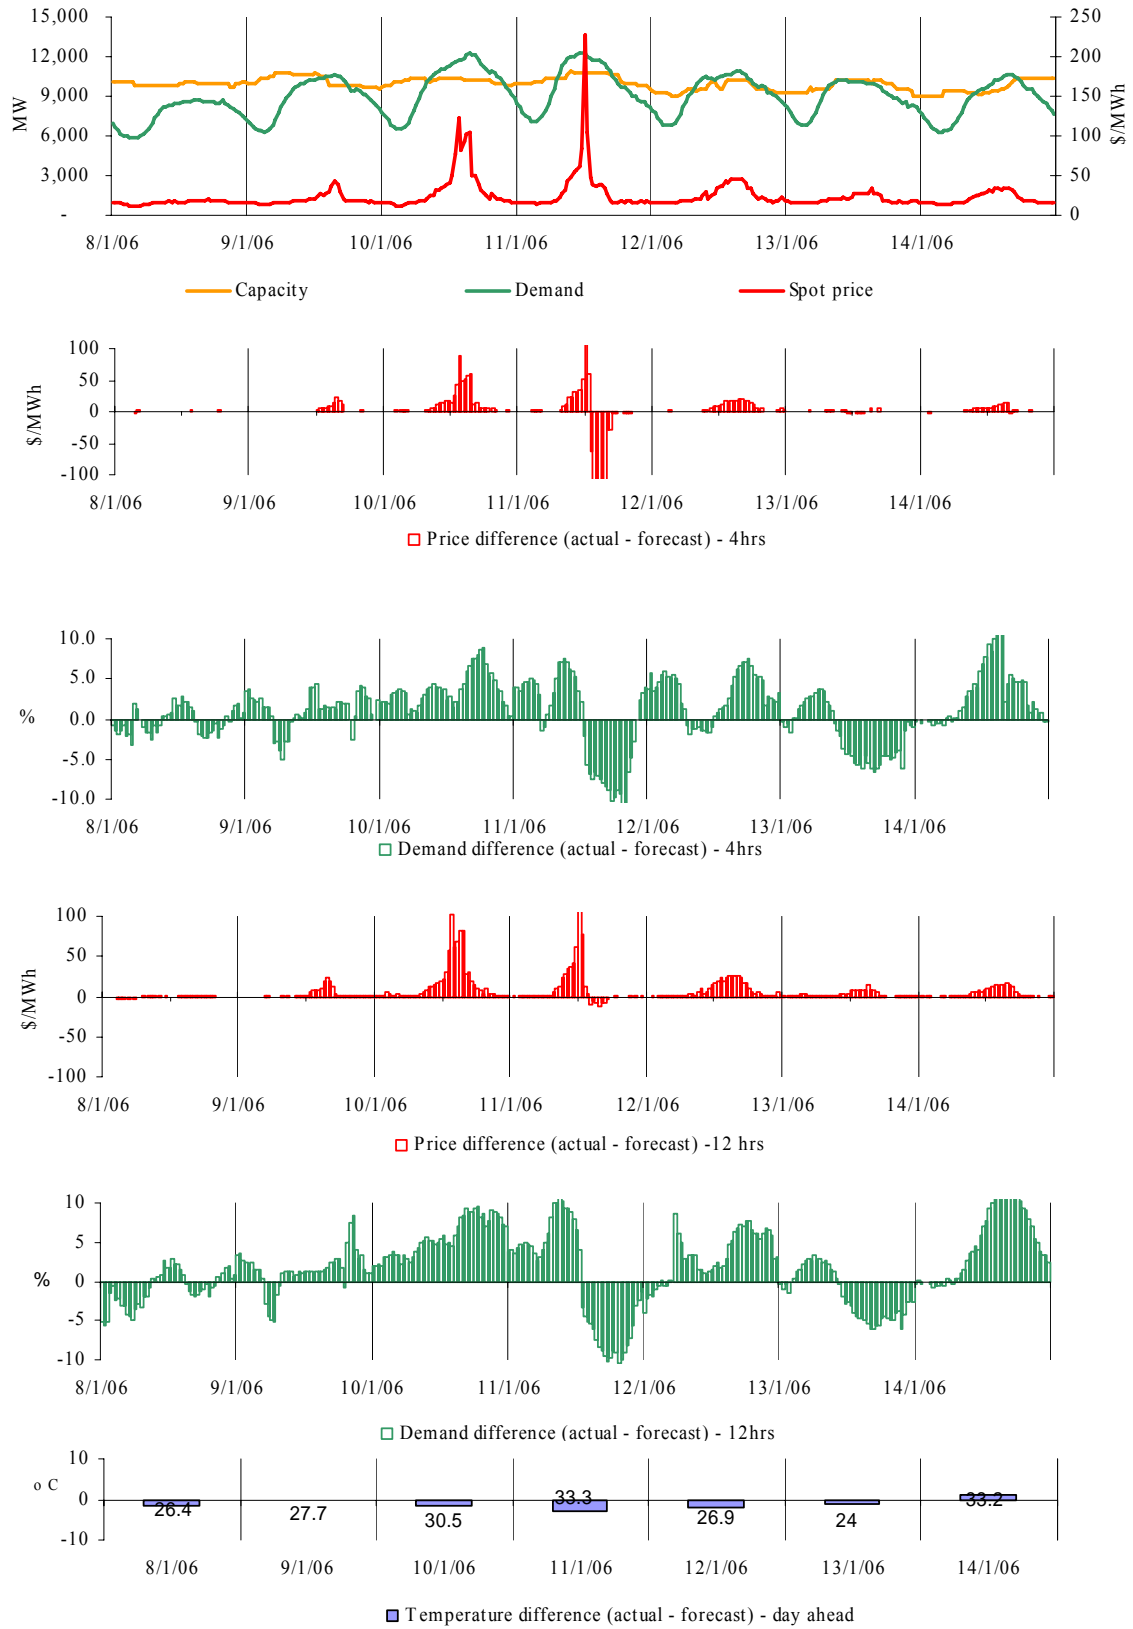 15,000
12,000
9,000
6,000
3,000
-
MW
250
200
150
100
50
0
$/MWh
8/1/06 9/1/06 10/1/06 11/1/06 12/1/06 13/1/06 14/1/06
Capacity Demand Spot price
100
50
0
-50
-100
$/MWh
8/1/06 9/1/06 10/1/06 11/1/06 12/1/06 13/1/06 14/1/06
Price difference (actual - forecast) - 4hrs
10.0
5.0
0.0
-5.0
-10.0
%
8/1/06 9/1/06 10/1/06 11/1/06 12/1/06 13/1/06 14/1/06
Demand difference (actual - forecast) - 4hrs
100
50
0
-50
-100
$/MWh
8/1/06 9/1/06 10/1/06 11/1/06 12/1/06 13/1/06 14/1/06
Price difference (actual - forecast) -12 hrs
10
5
0
-5
-10
%
8/1/06 9/1/06 10/1/06 11/1/06 12/1/06 13/1/06 14/1/06
Demand difference (actual - forecast) - 12hrs
10
0
-10
o C
26.4 27.7 30.5 33.3 26.9 24 33.2
8/1/06 9/1/06 10/1/06 11/1/06 12/1/06 13/1/06 14/1/06
Temperature difference (actual - forecast) - day ahead